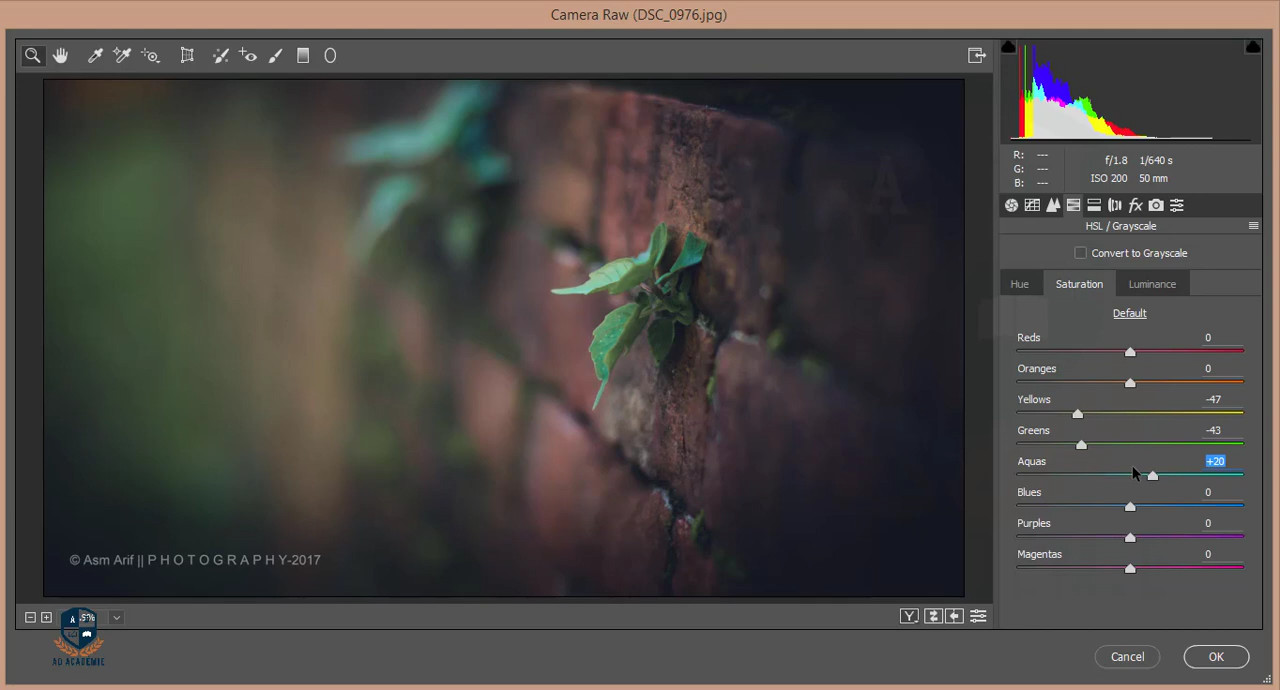 Camera Raw (DSC_0976.jpg)
R: ---
G: ---
B: ---
f/1.8 1/640 s
ISO 200 50 mm
HSL / Grayscale
Convert to Grayscale
Hue Saturation Luminance
Default
Reds 0
Oranges 0
Yellows -47
Greens -43
Aquas +20
Blues 0
Purples 0
Magentas 0
© Asm Arif || P H O T O G R A P H Y-2017
Y
AD ACADEMIE
Cancel OK